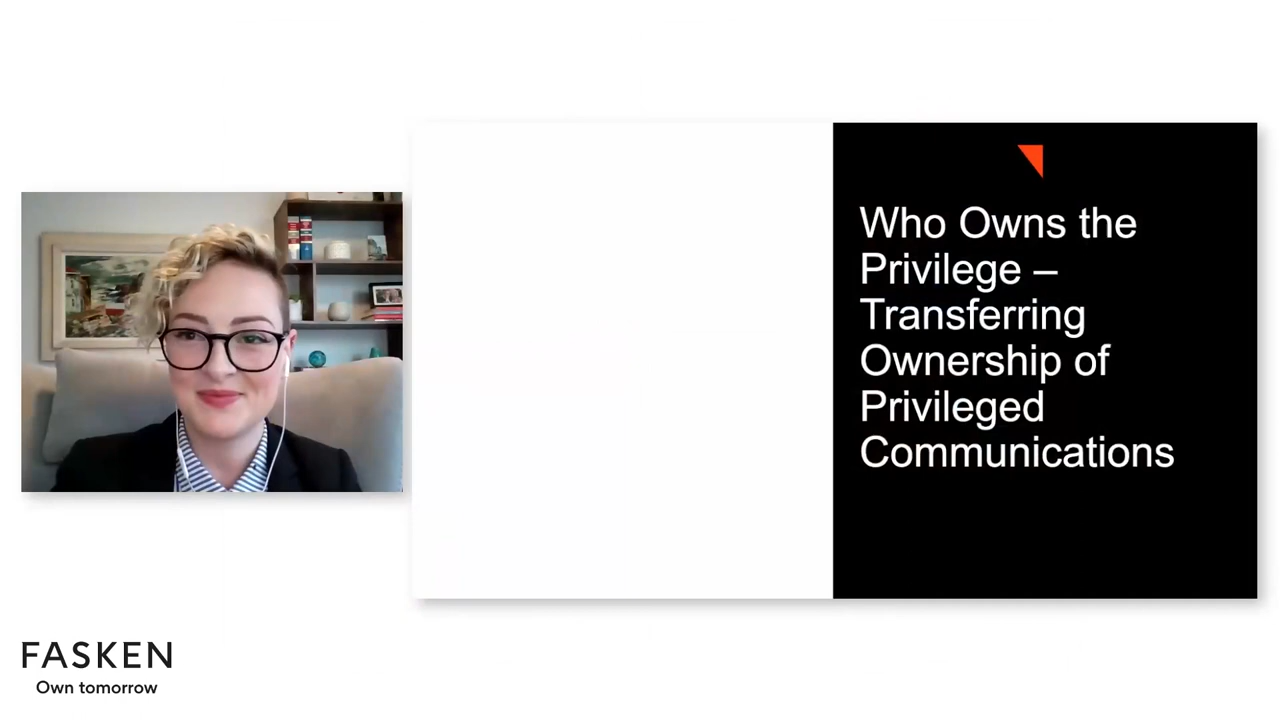 Who Owns the
Privilege –
Transferring
Ownership of
Privileged
Communications
FASKEN
Own tomorrow